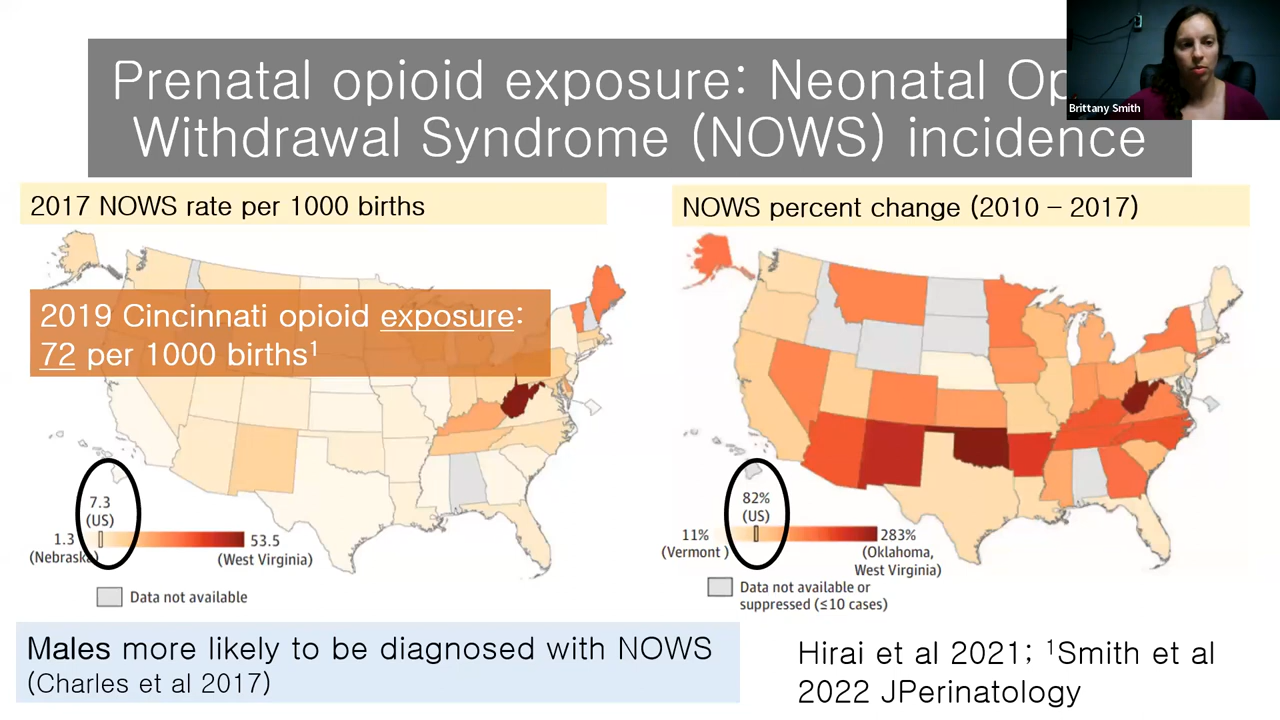 Prenatal opioid exposure: Neonatal Op
Brittany Smith
Withdrawal Syndrome (NOWS) incidence
2017 NOWS rate per 1000 births
NOWS percent change (2010 – 2017)
2019 Cincinnati opioid exposure:
72 per 1000 births¹
7.3
(US)
1.3
(Nebraska
53.5
(West Virginia)
Data not available
82%
(US)
11%
(Vermont )
283%
(Oklahoma,
West Virginia)
Data not available or
suppressed (≤10 cases)
Males more likely to be diagnosed with NOWS
(Charles et al 2017)
Hirai et al 2021; ¹Smith et al
2022 JPerinatology